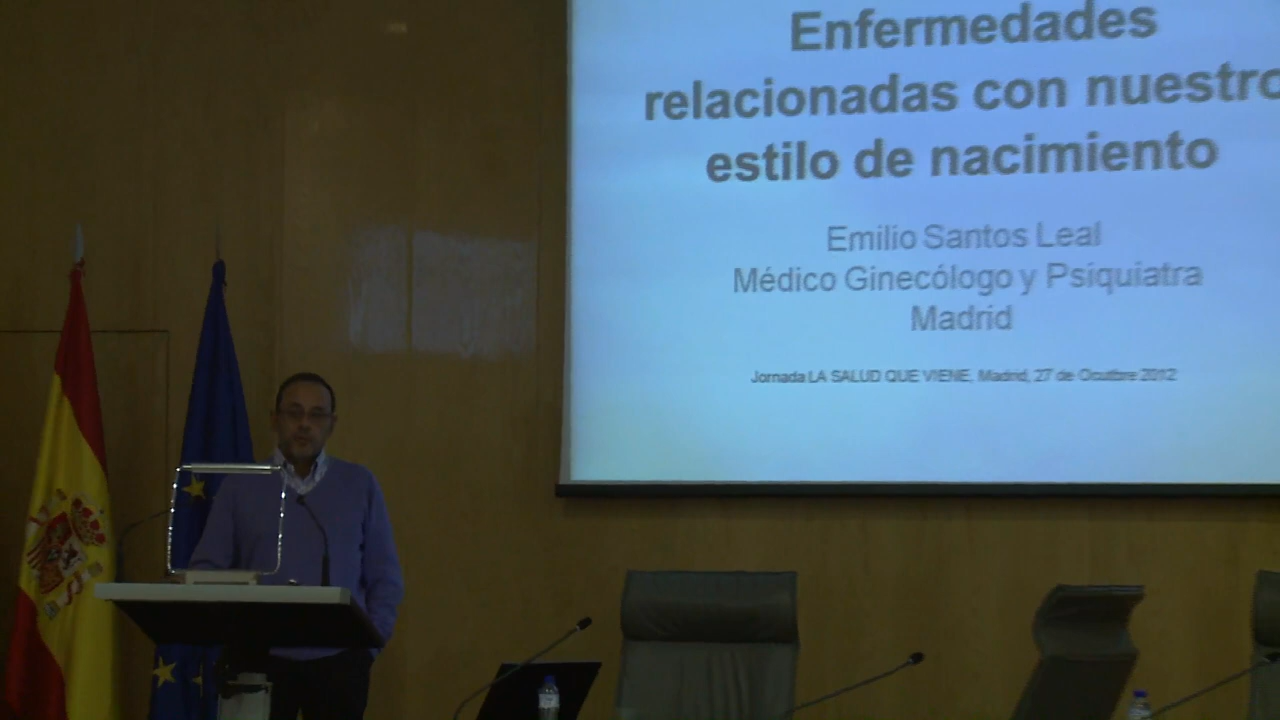 Enfermedades
relacionadas con nuestro
estilo de nacimiento
Emilio Santos Leal
Médico Ginecólogo y Psiquiatra
Madrid
Jornada LA SALUD QUE VIENE, Madrid, 27 de Ocutbre 2012